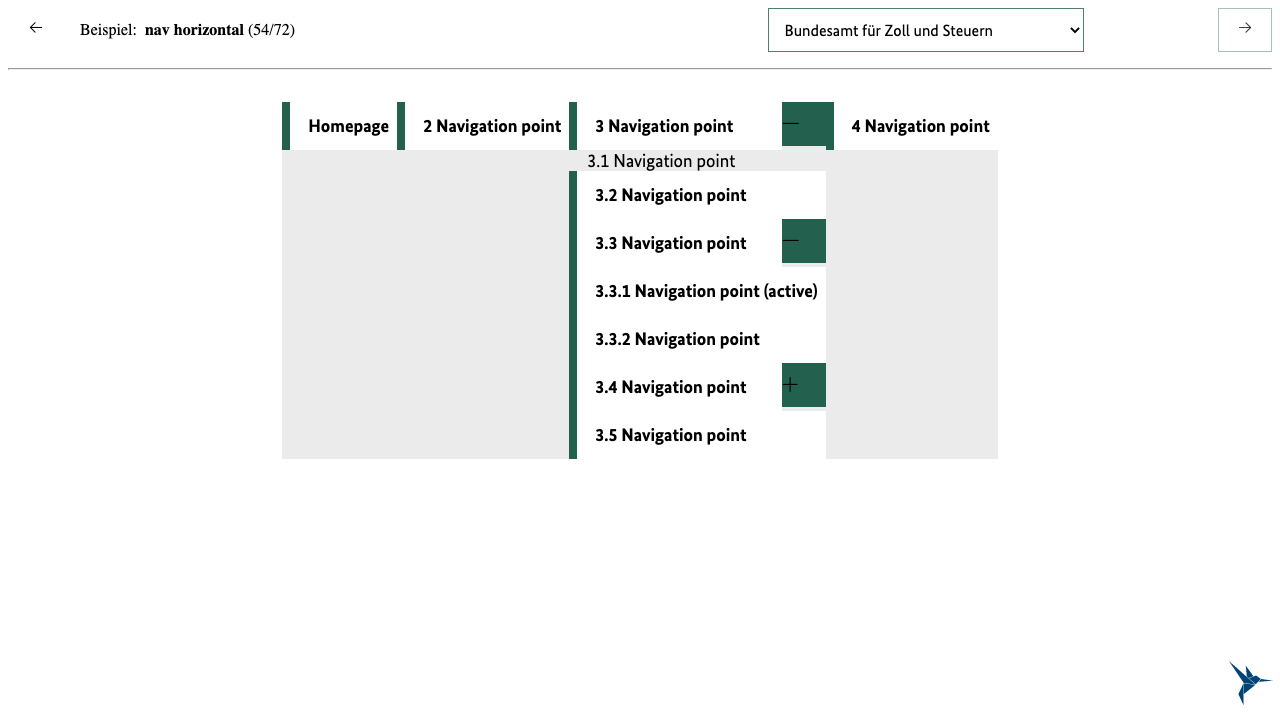 Beispiel: nav horizontal (54/72)
Bundesamt für Zoll und Steuern
Homepage
2 Navigation point
3 Navigation point
4 Navigation point
3.1 Navigation point
3.2 Navigation point
3.3 Navigation point
3.3.1 Navigation point (active)
3.3.2 Navigation point
3.4 Navigation point
3.5 Navigation point